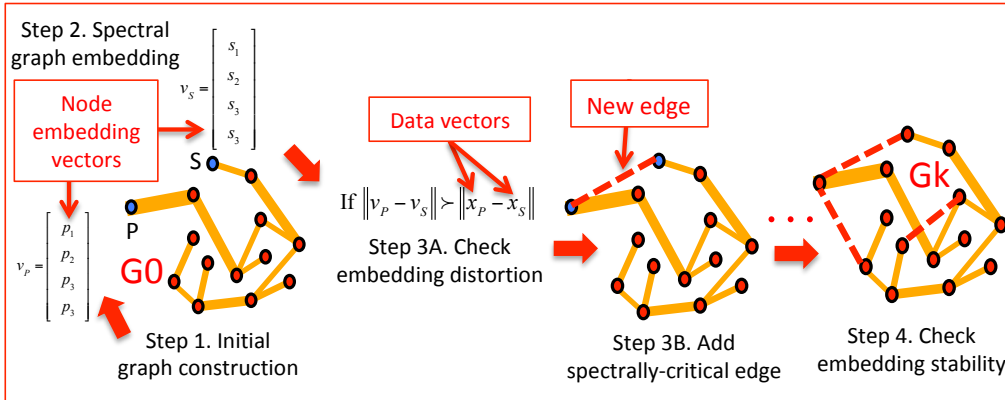 Step 2. Spectral
graph embedding
v_S = [ s_1
s_2
s_3
s_3 ]
Node
embedding
vectors
S
P
G0
v_P = [ p_1
p_2
p_3
p_3 ]
Step 1. Initial
graph construction
Data vectors
If ‖v_P − v_S‖ ≻ ‖x_P − x_S‖
Step 3A. Check
embedding distortion
New edge
Step 3B. Add
spectrally-critical edge
....
Gk
Step 4. Check
embedding stability